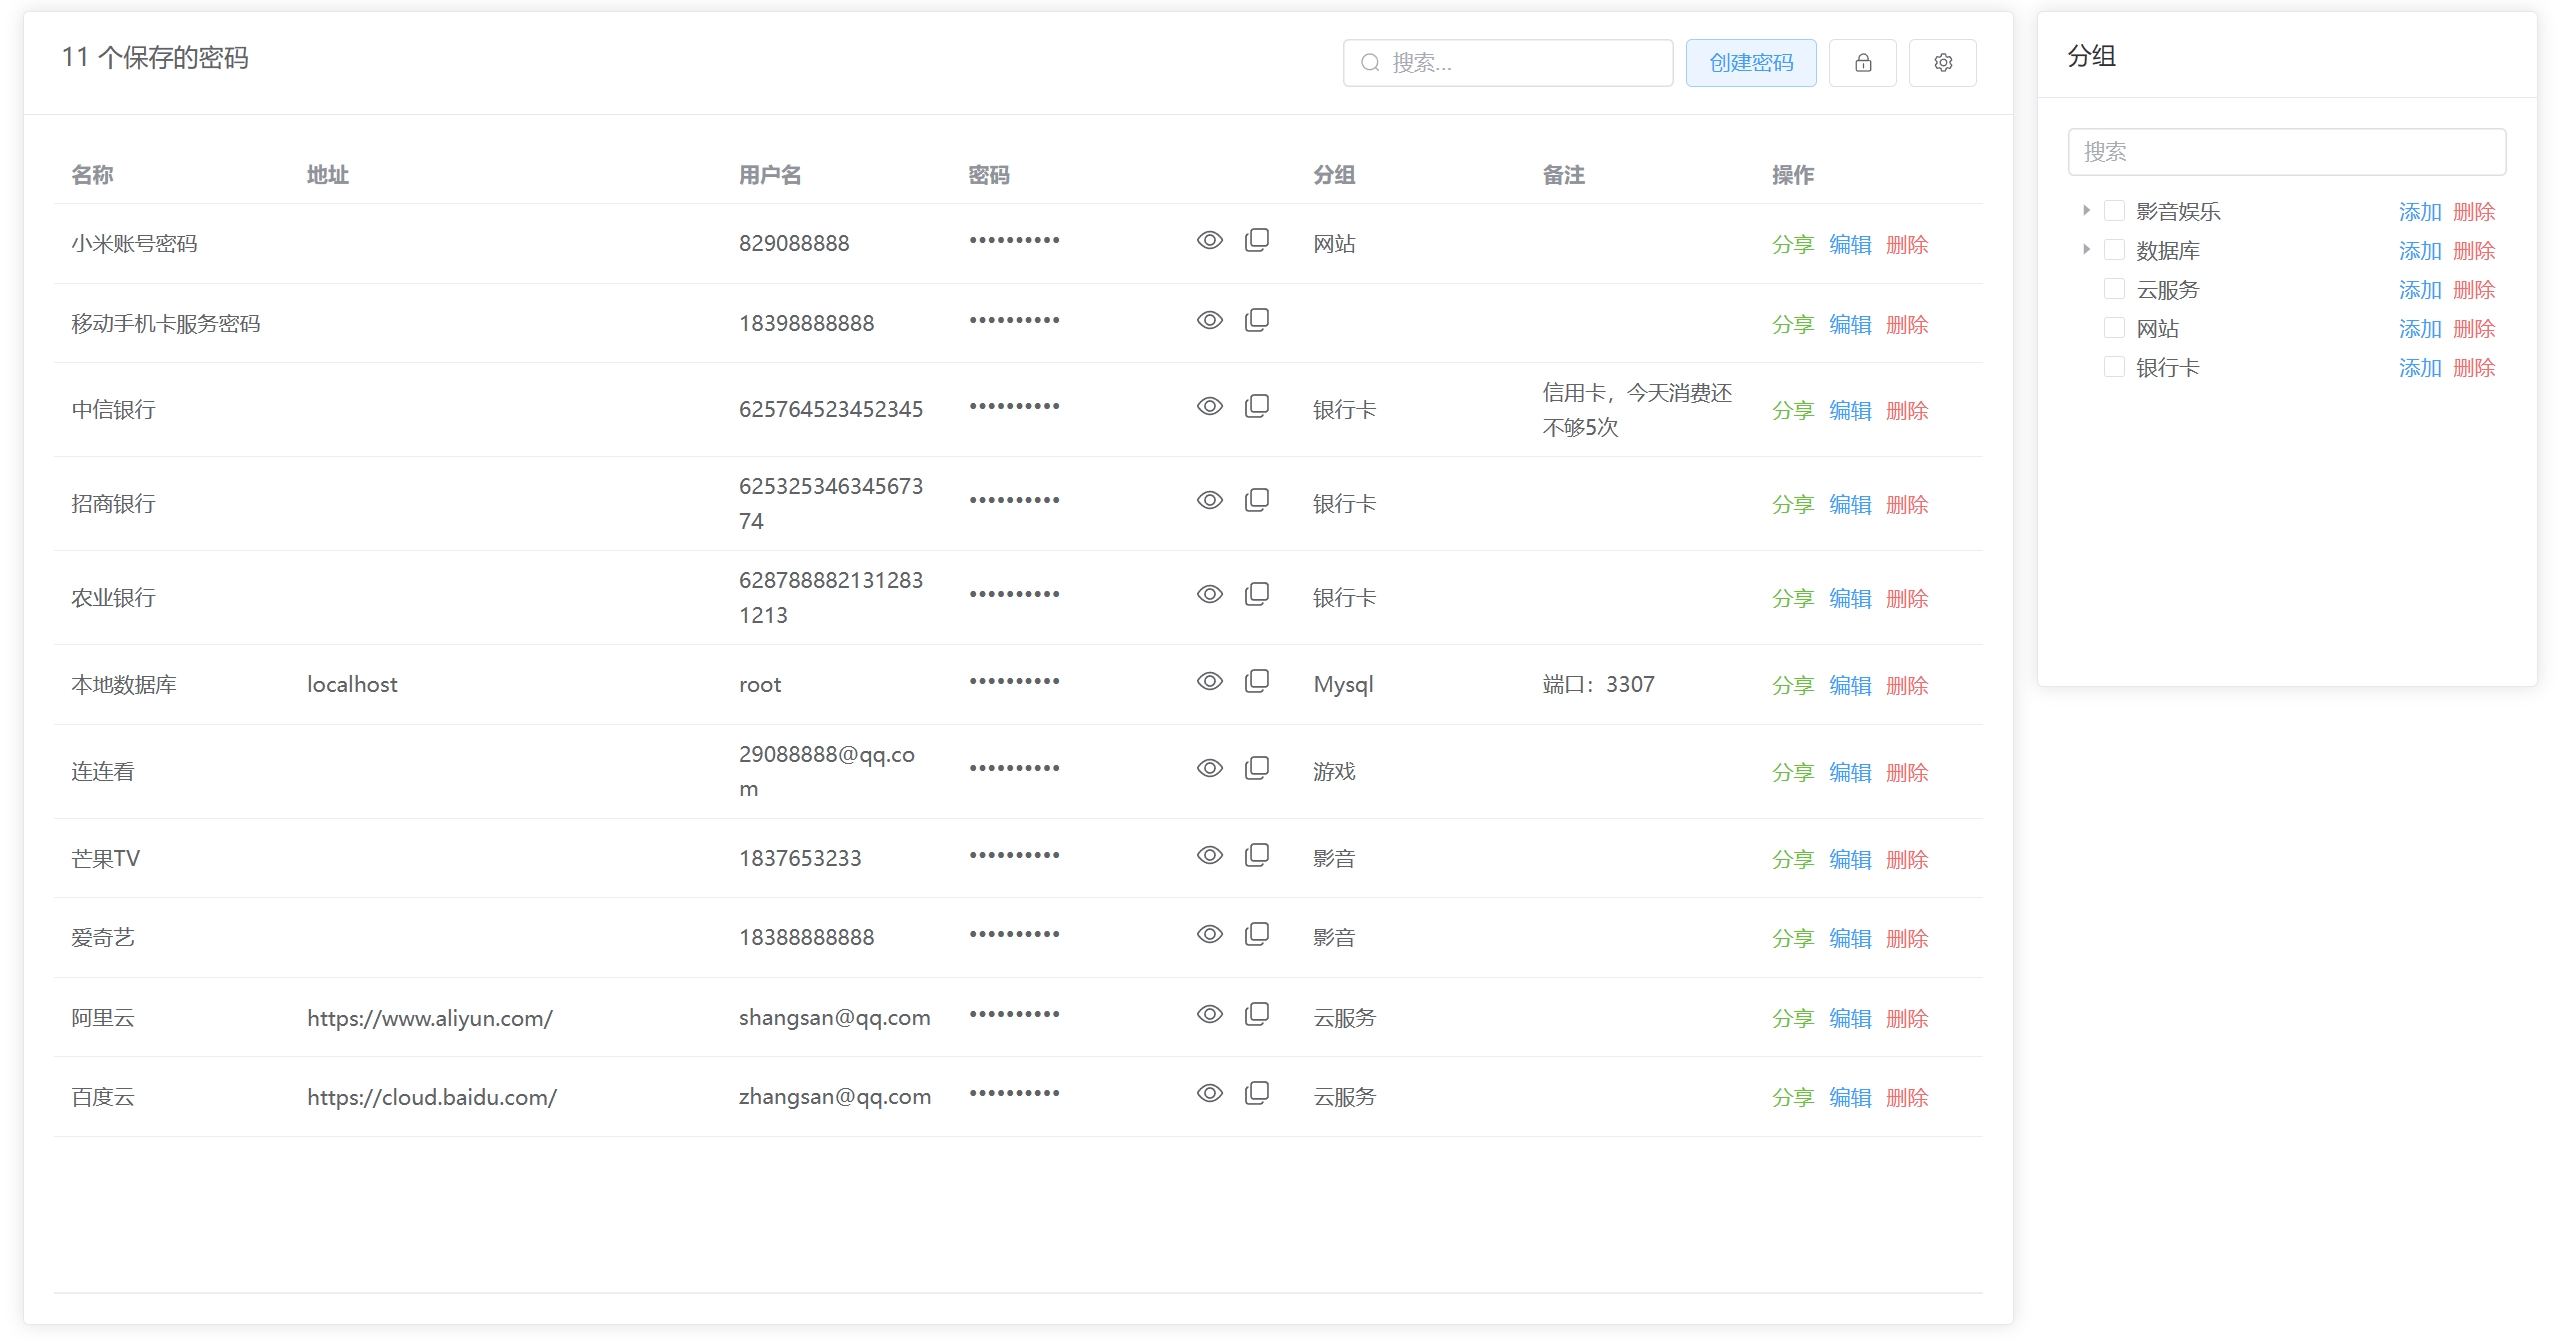 11 个保存的密码
搜索...
创建密码
名称 地址 用户名 密码 分组 备注 操作
小米账号密码 829088888 •••••••••• 网站 分享 编辑 删除
移动手机卡服务密码 18398888888 •••••••••• 分享 编辑 删除
中信银行 625764523452345 •••••••••• 银行卡 信用卡，今天消费还
不够5次
分享 编辑 删除
招商银行 625325346345673
74
•••••••••• 银行卡 分享 编辑 删除
农业银行 628788882131283
1213
•••••••••• 银行卡 分享 编辑 删除
本地数据库 localhost root •••••••••• Mysql 端口：3307 分享 编辑 删除
连连看 29088888@qq.co
m
•••••••••• 游戏 分享 编辑 删除
芒果TV 1837653233 •••••••••• 影音 分享 编辑 删除
爱奇艺 18388888888 •••••••••• 影音 分享 编辑 删除
阿里云 https://www.aliyun.com/ shangsan@qq.com •••••••••• 云服务 分享 编辑 删除
百度云 https://cloud.baidu.com/ zhangsan@qq.com •••••••••• 云服务 分享 编辑 删除
分组
搜索
影音娱乐 添加 删除
数据库 添加 删除
云服务 添加 删除
网站 添加 删除
银行卡 添加 删除